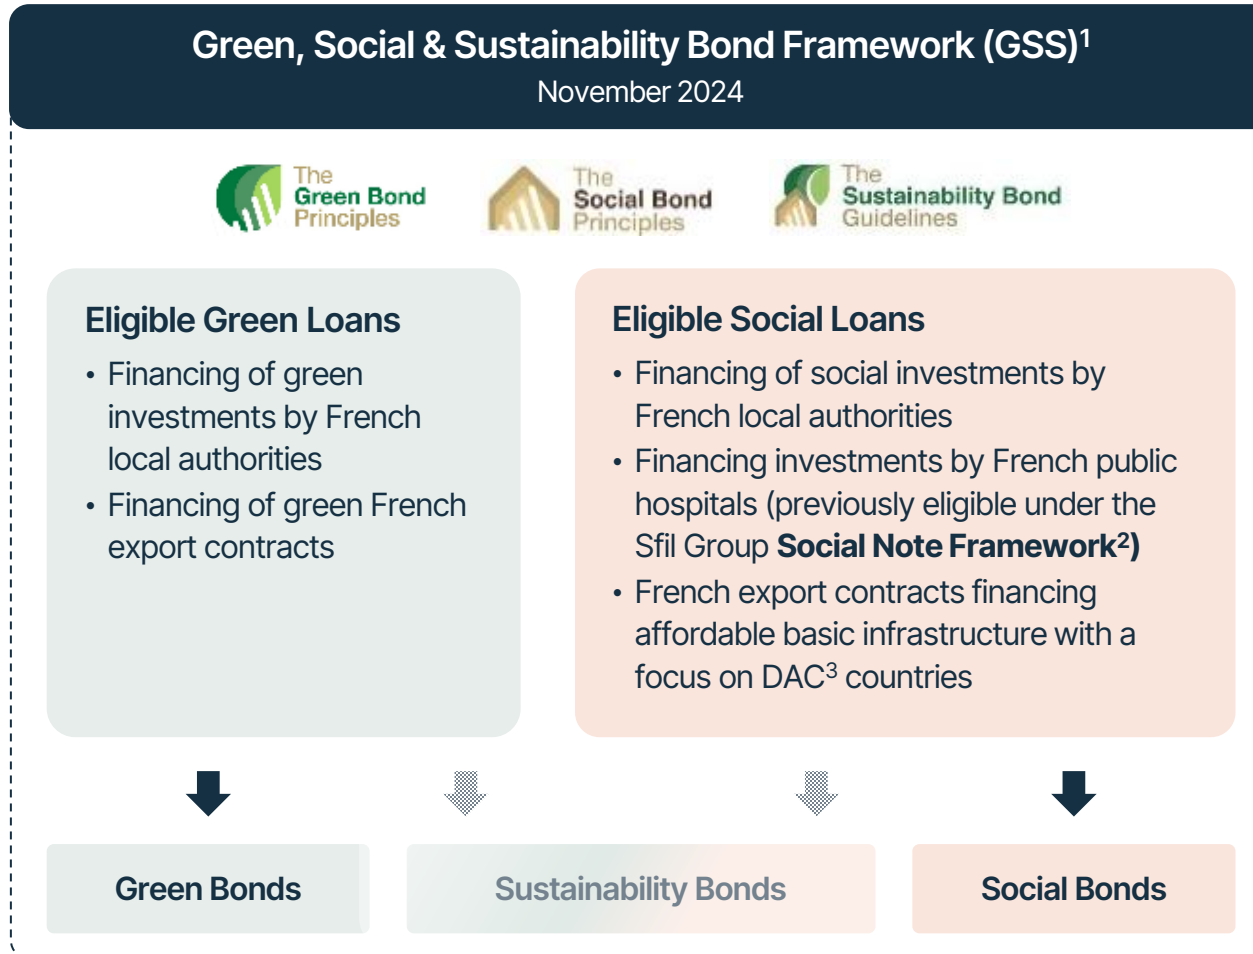 Green, Social & Sustainability Bond Framework (GSS)¹
November 2024
The
Green Bond
Principles
The
Social Bond
Principles
The
Sustainability Bond
Guidelines
Eligible Green Loans
• Financing of green
investments by French
local authorities
• Financing of green French
export contracts
Eligible Social Loans
• Financing of social investments by
French local authorities
• Financing investments by French public
hospitals (previously eligible under the
Sfil Group Social Note Framework²)
• French export contracts financing
affordable basic infrastructure with a
focus on DAC³ countries
Green Bonds
Sustainability Bonds
Social Bonds